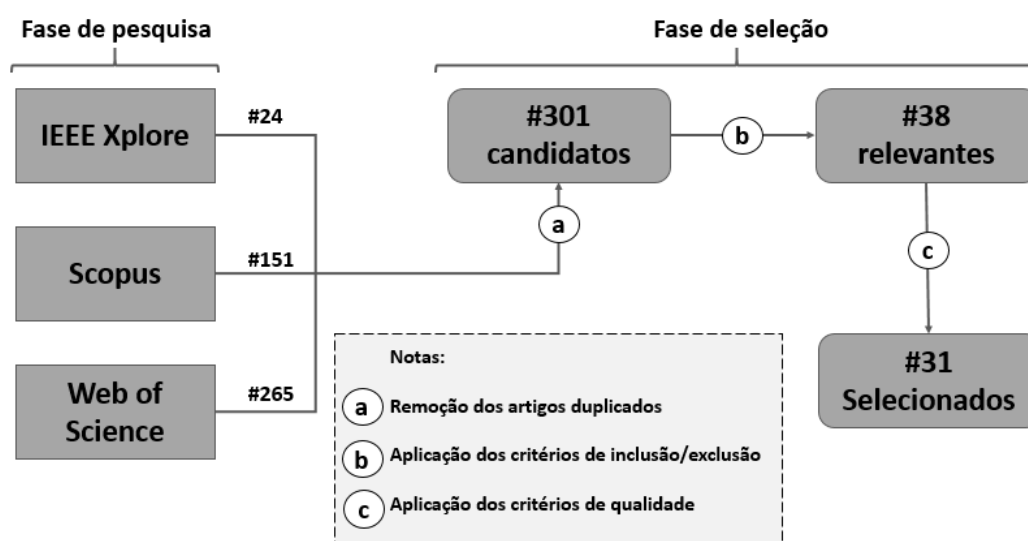 Fase de pesquisa
Fase de seleção
IEEE Xplore
#24
Scopus
#151
Web of
Science
#265
#301
candidatos
b
#38
relevantes
a
c
#31
Selecionados
Notas:
a Remoção dos artigos duplicados
b Aplicação dos critérios de inclusão/exclusão
c Aplicação dos critérios de qualidade